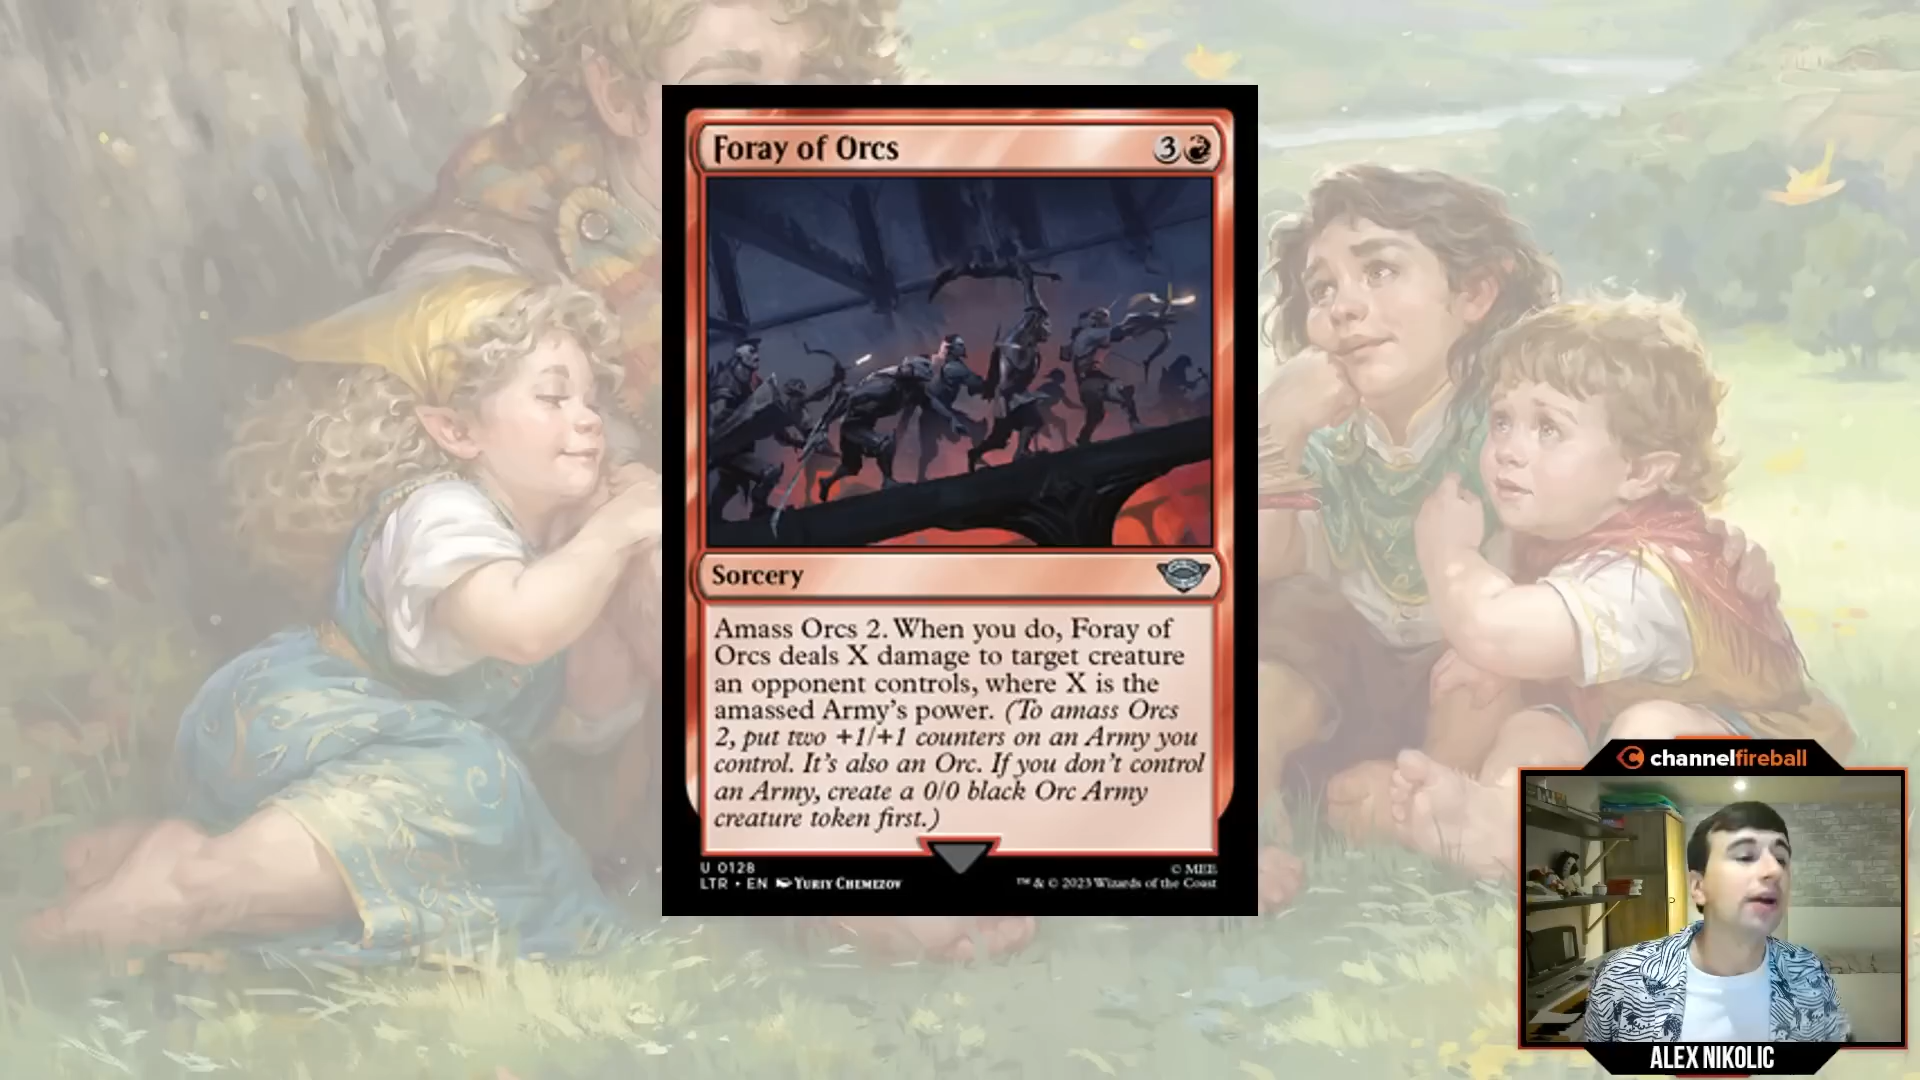 Foray of Orcs
3
Sorcery
Amass Orcs 2. When you do, Foray of
Orcs deals X damage to target creature
an opponent controls, where X is the
amassed Army's power. (To amass Orcs
2, put two +1/+1 counters on an Army you
control. It's also an Orc. If you don't control
an Army, create a 0/0 black Orc Army
creature token first.)
U 0128
LTR • EN Yuriy Chemezov
© MEE
™ & © 2023 Wizards of the Coast
channelfireball
ALEX NIKOLIC